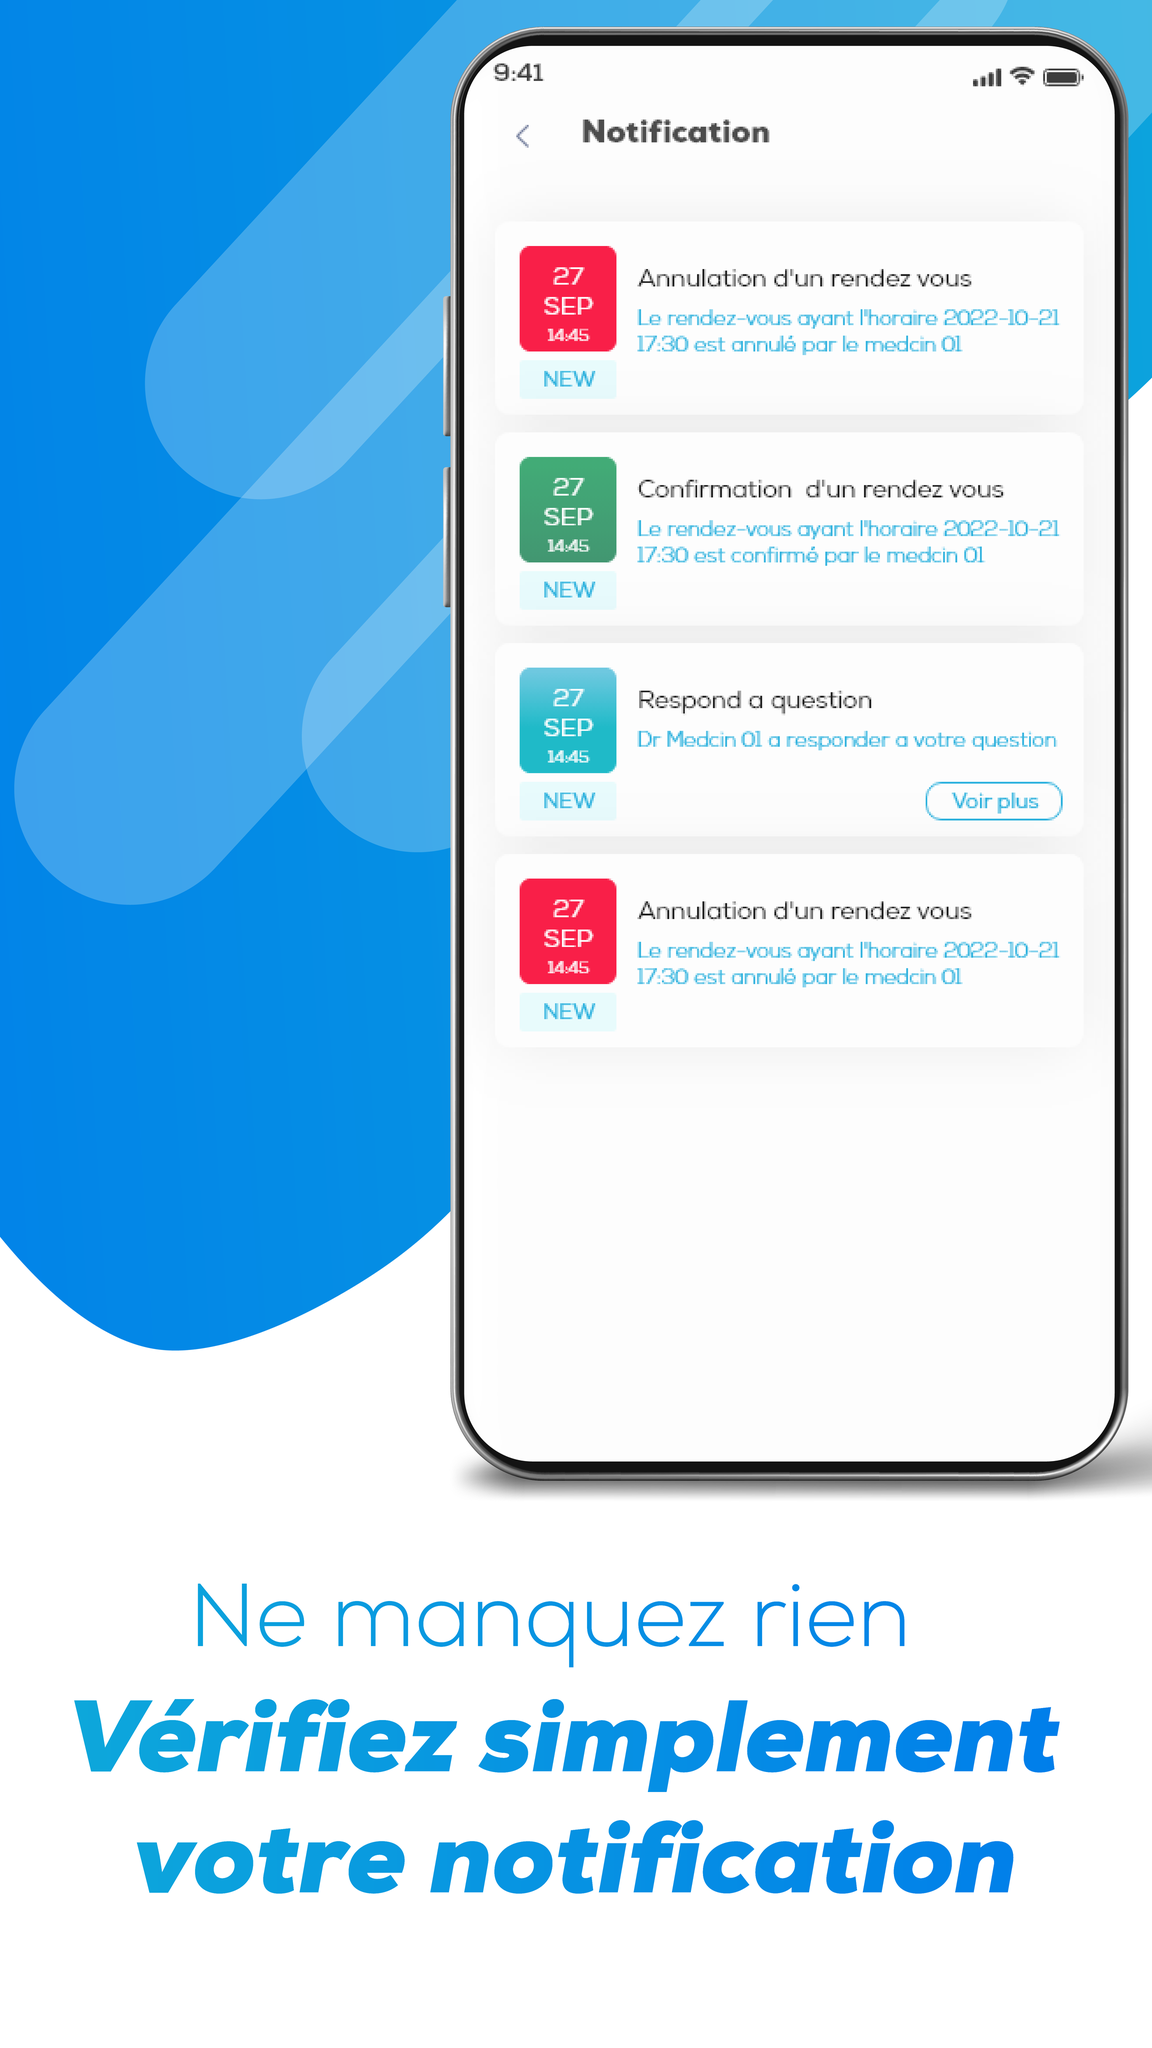 9:41
Notification
27
SEP
14:45
NEW
Annulation d'un rendez vous
Le rendez-vous ayant l'horaire 2022-10-21
17:30 est annulé par le medcin 01
27
SEP
14:45
NEW
Confirmation  d'un rendez vous
Le rendez-vous ayant l'horaire 2022-10-21
17:30 est confirmé par le medcin 01
27
SEP
14:45
NEW
Respond a question
Dr Medcin 01 a responder a votre question
Voir plus
27
SEP
14:45
NEW
Annulation d'un rendez vous
Le rendez-vous ayant l'horaire 2022-10-21
17:30 est annulé par le medcin 01
Ne manquez rien
Vérifiez simplement
votre notification